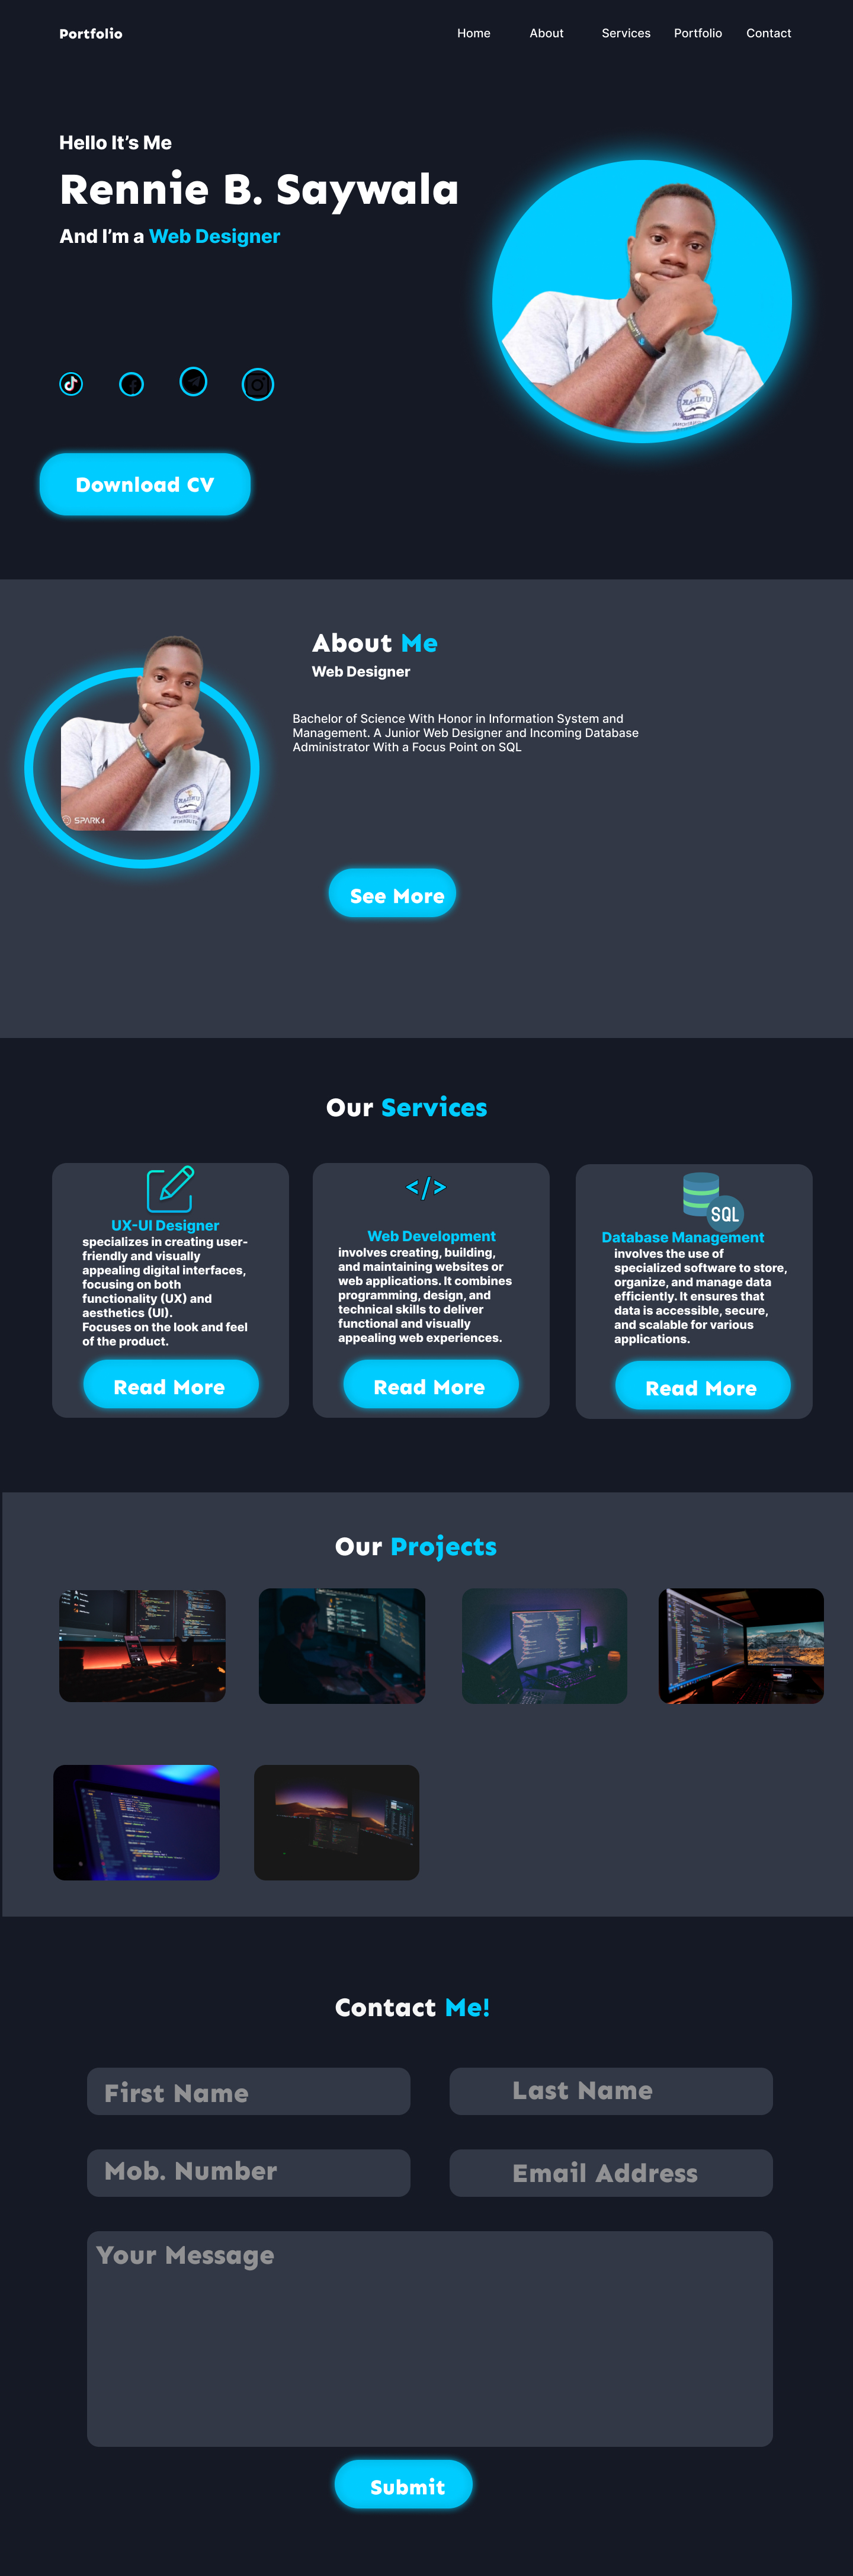 Portfolio
Home
About
Services
Portfolio
Contact
Hello It’s Me
Rennie B. Saywala
And I’m a Web Designer
Download CV
About Me
Web Designer
Bachelor of Science With Honor in Information System and
Management. A Junior Web Designer and Incoming Database
Administrator With a Focus Point on SQL
SPARK 4
See More
Our Services
</>
SQL
UX-UI Designer
specializes in creating user-
friendly and visually
appealing digital interfaces,
focusing on both
functionality (UX) and
aesthetics (UI).
Focuses on the look and feel
of the product.
Read More
Web Development
involves creating, building,
and maintaining websites or
web applications. It combines
programming, design, and
technical skills to deliver
functional and visually
appealing web experiences.
Read More
Database Management
involves the use of
specialized software to store,
organize, and manage data
efficiently. It ensures that
data is accessible, secure,
and scalable for various
applications.
Read More
Our Projects
Contact Me!
First Name
Last Name
Mob. Number
Email Address
Your Message
Submit